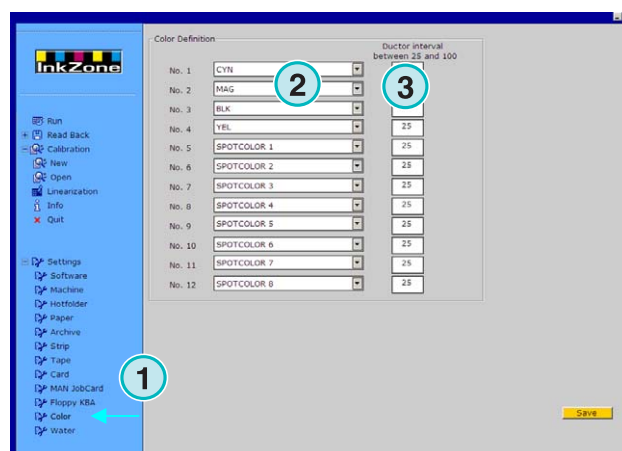 InkZone
Run
Read Back
Calibration
New
Open
Linearization
Info
Quit
Settings
Software
Machine
Hotfolder
Paper
Archive
Strip
Tape
Card
MAN JobCard
Floppy KBA
Color
Water
1
Color Definition
Ductor interval
between 25 and 100
2
3
No. 1 CYN
No. 2 MAG
No. 3 BLK
No. 4 YEL 25
No. 5 SPOTCOLOR 1 25
No. 6 SPOTCOLOR 2 25
No. 7 SPOTCOLOR 3 25
No. 8 SPOTCOLOR 4 25
No. 9 SPOTCOLOR 5 25
No. 10 SPOTCOLOR 6 25
No. 11 SPOTCOLOR 7 25
No. 12 SPOTCOLOR 8 25
Save